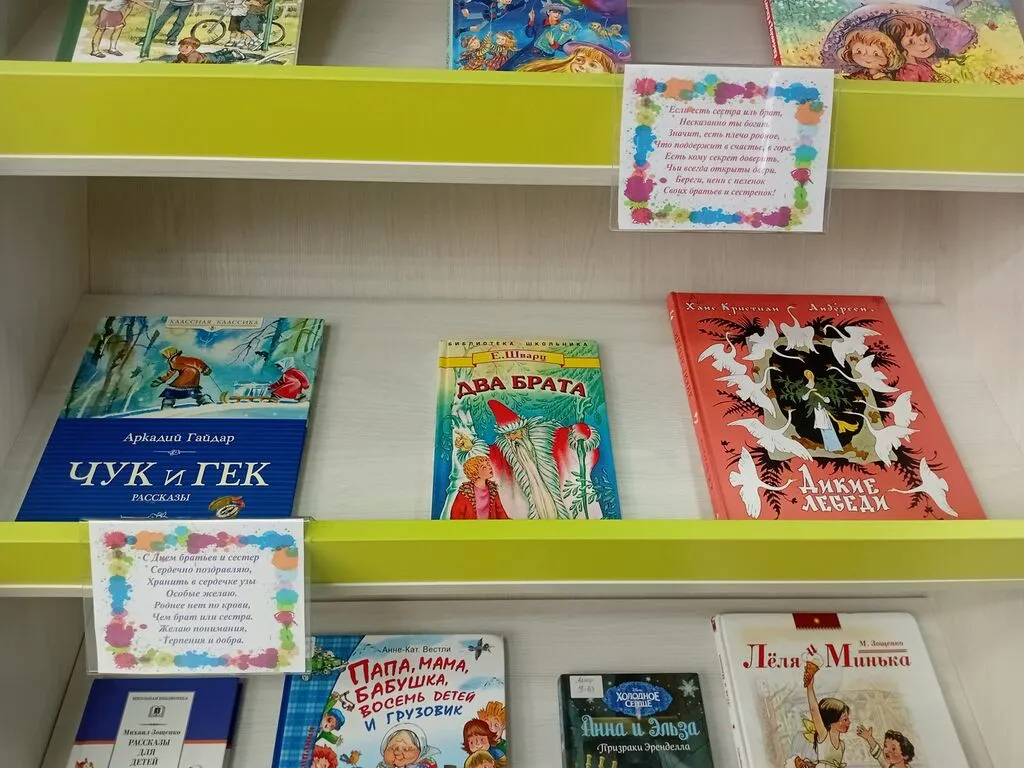 "Если есть сестра иль брат,
Несказанно ты богат.
Значит, есть плечо родное,
Что поддержит в счастье, в горе.
Есть кому секрет доверить,
Чьи всегда открыты двери.
Береги, цени с пеленок
Своих братьев и сестренок!
КЛАССНАЯ КЛАССИКА
Аркадий Гайдар
ЧУК И ГЕК
РАССКАЗЫ
БИБЛИОТЕКА ШКОЛЬНИКА
Е. Шварц
ДВА БРАТА
Ханс Кристиан Андерсен
ДИКИЕ
ЛЕБЕДИ
С Днем братьев и сестер
Сердечно поздравляю,
Хранить в сердечке узы
Особые желаю.
Роднее нет по крови,
Чем брат или сестра.
Желаю понимания,
Терпения и добра.
ШКОЛЬНАЯ БИБЛИОТЕКА
Михаил Зощенко
РАССКАЗЫ
ДЛЯ
ДЕТЕЙ
Анне-Кат. Вестли
ПАПА, МАМА,
БАБУШКА,
ВОСЕМЬ ДЕТЕЙ
И ГРУЗОВИК
Disney
ХОЛОДНОЕ
СЕРДЦЕ
Анна и Эльза
Призраки Эренделла
М. Зощенко
Лёля и Минька